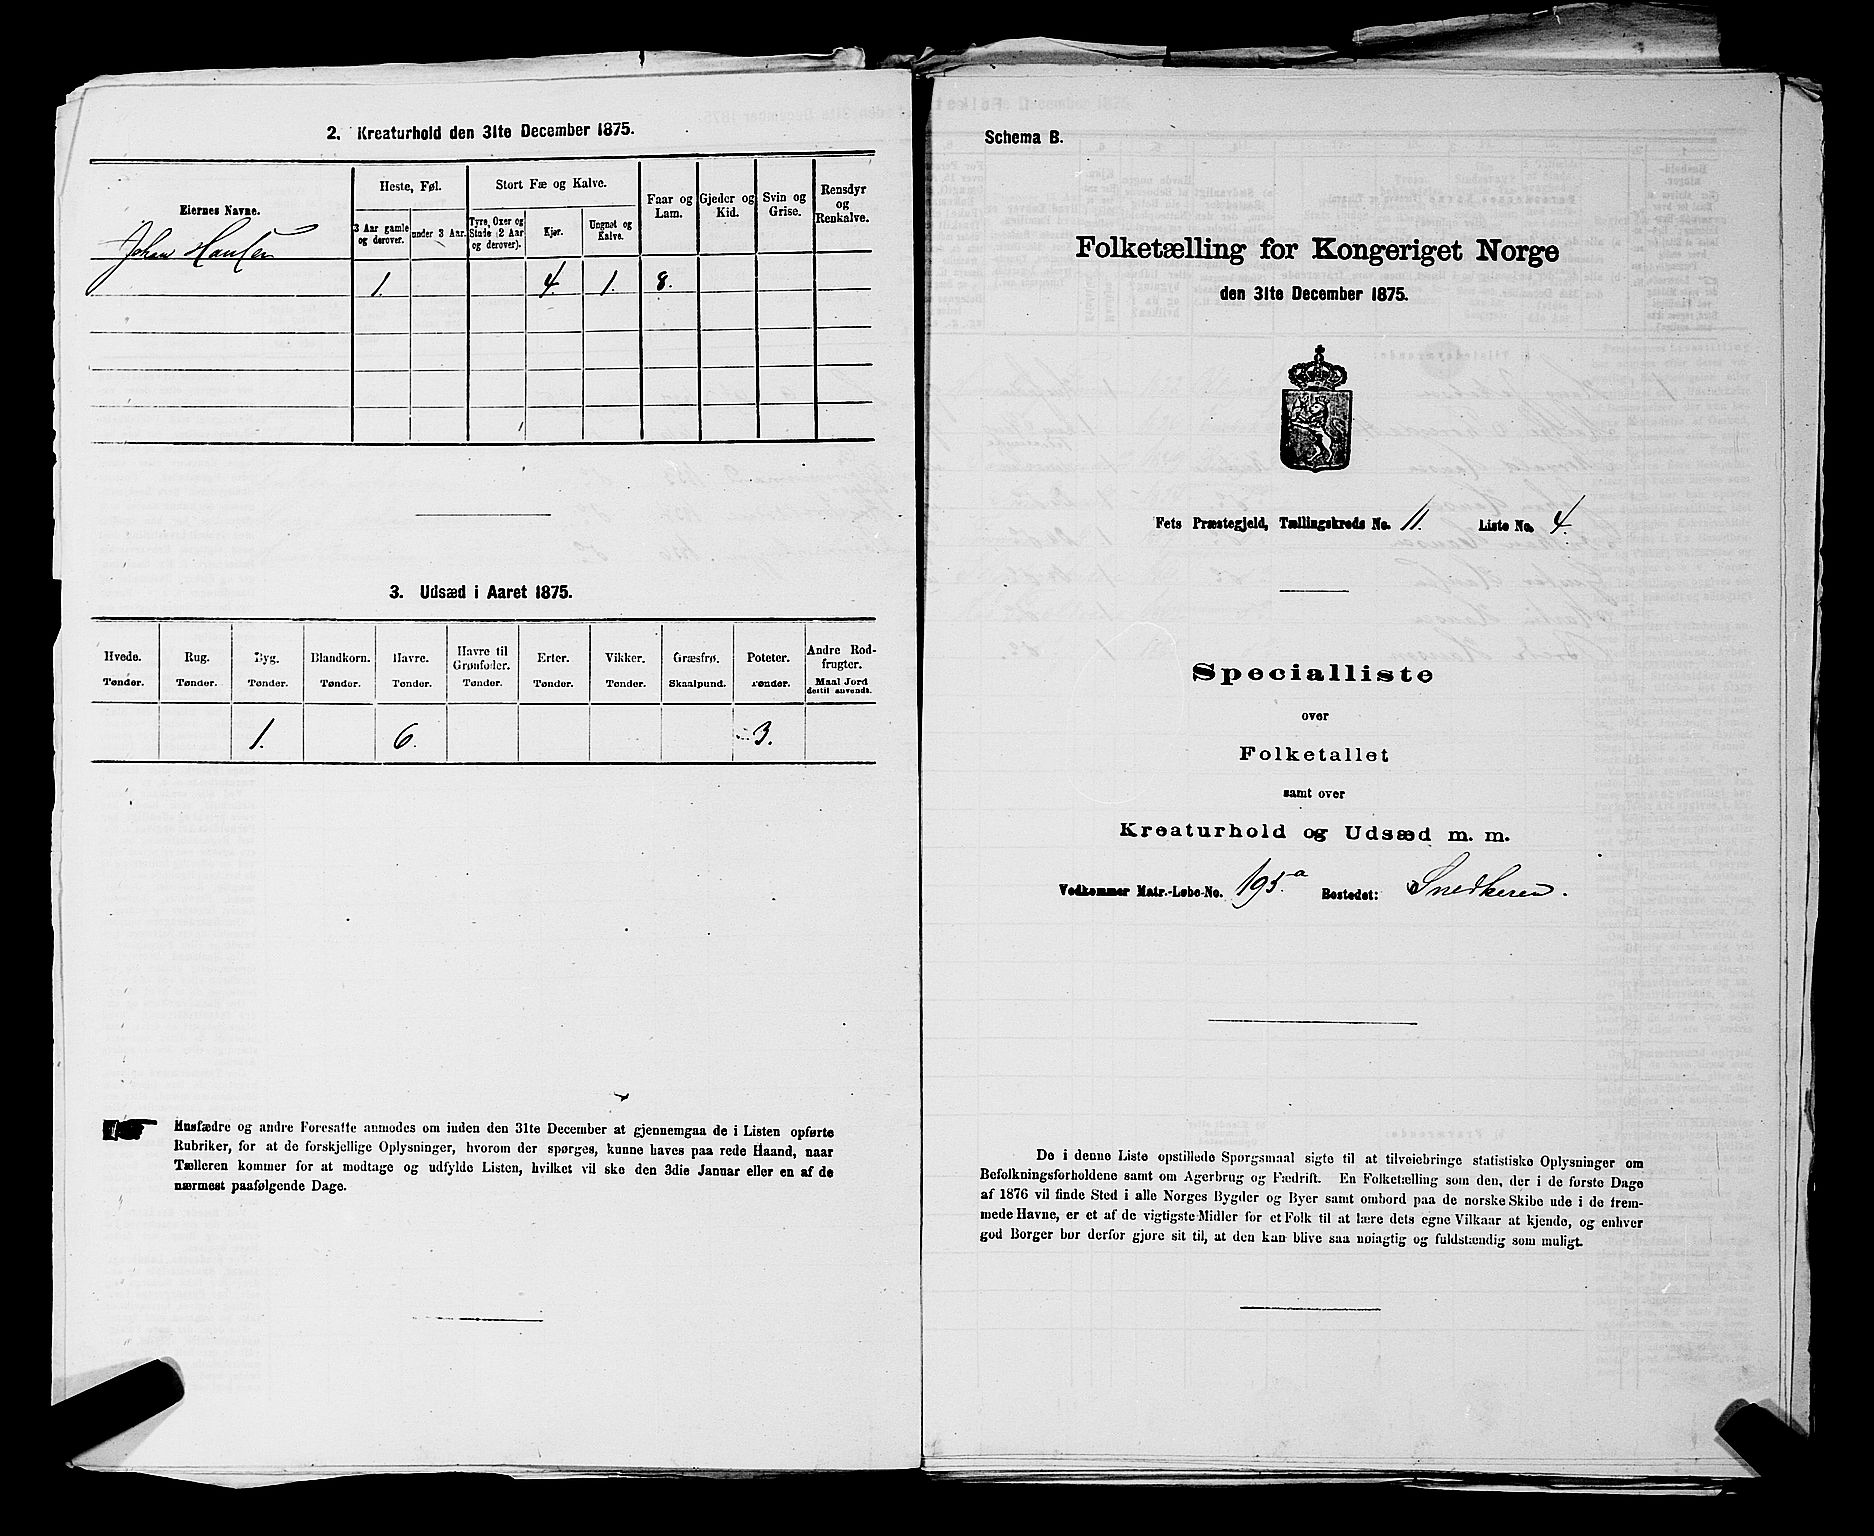 2. Kreaturhold den 31te December 1875.
Eiernes Navne.
Heste, Føl.
Stort Fæ og Kalve.
Faar og Lam.
Gjeder og Kid.
Svin og Grise.
Rensdyr og Renkalve.
3 Aar gamle og derover.
under 3 Aar.
Tyre, Oxer og Stude (2 Aar og derover).
Kjør.
Ungnøt og Kalve.
Johan Hansen
1. 4. 1. 8.
3. Udsæd i Aaret 1875.
Hvede. Rug. Byg. Blandkorn. Havre. Havre til Grønfoder. Erter. Vikker. Græsfrø. Poteter. Andre Rodfrugter.
Tønder. Tønder. Tønder. Tønder. Tønder. Tønder. Tønder. Tønder. Skaalpund. Tønder. Maal Jord dertil anvendt.
1. 6. 3.
Husfædre og andre Foresatte anmodes om inden den 31te December at gjennemgaa de i Listen opførte
Rubriker, for at de forskjellige Oplysninger, hvorom der spørges, kunne haves paa rede Haand, naar
Tælleren kommer for at modtage og udfylde Listen, hvilket vil ske den 3die Januar eller en af de
nærmest paafølgende Dage.
Schema B.
Folketælling for Kongeriget Norge
den 31te December 1875.
Fets Præstegjeld, Tællingskreds No. 11. Liste No. 4.
Specialliste
over
Folketallet
samt over
Kreaturhold og Udsæd m. m.
Vedkommer Matr.-Løbe-No. 195.a Bostedet: Snedkeren.
De i denne Liste opstillede Spørgsmaal sigte til at tilveiebringe statistiske Oplysninger om
Befolkningsforholdene samt om Agerbrug og Fædrift. En Folketælling som den, der i de første Dage
af 1876 vil finde Sted i alle Norges Bygder og Byer samt ombord paa de norske Skibe ude i de frem-
mede Havne, er et af de vigtigste Midler for et Folk til at lære dets egne Vilkaar at kjende, og enhver
god Borger bør derfor gjøre sit til, at den kan blive saa nøiagtig og fuldstændig som muligt.